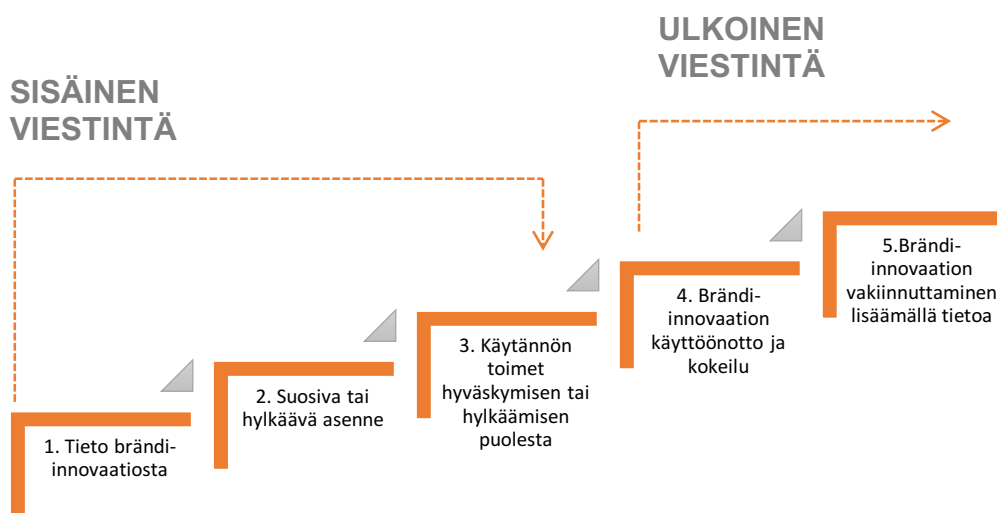 SISÄINEN
VIESTINTÄ
ULKOINEN
VIESTINTÄ
1. Tieto brändi-
innovaatiosta
2. Suosiva tai
hylkäävä asenne
3. Käytännön
toimet
hyväskymisen tai
hylkäämisen
puolesta
4. Brändi-
innovaation
käyttöönotto ja
kokeilu
5.Brändi-
innovaation
vakiinnuttaminen
lisäämällä tietoa